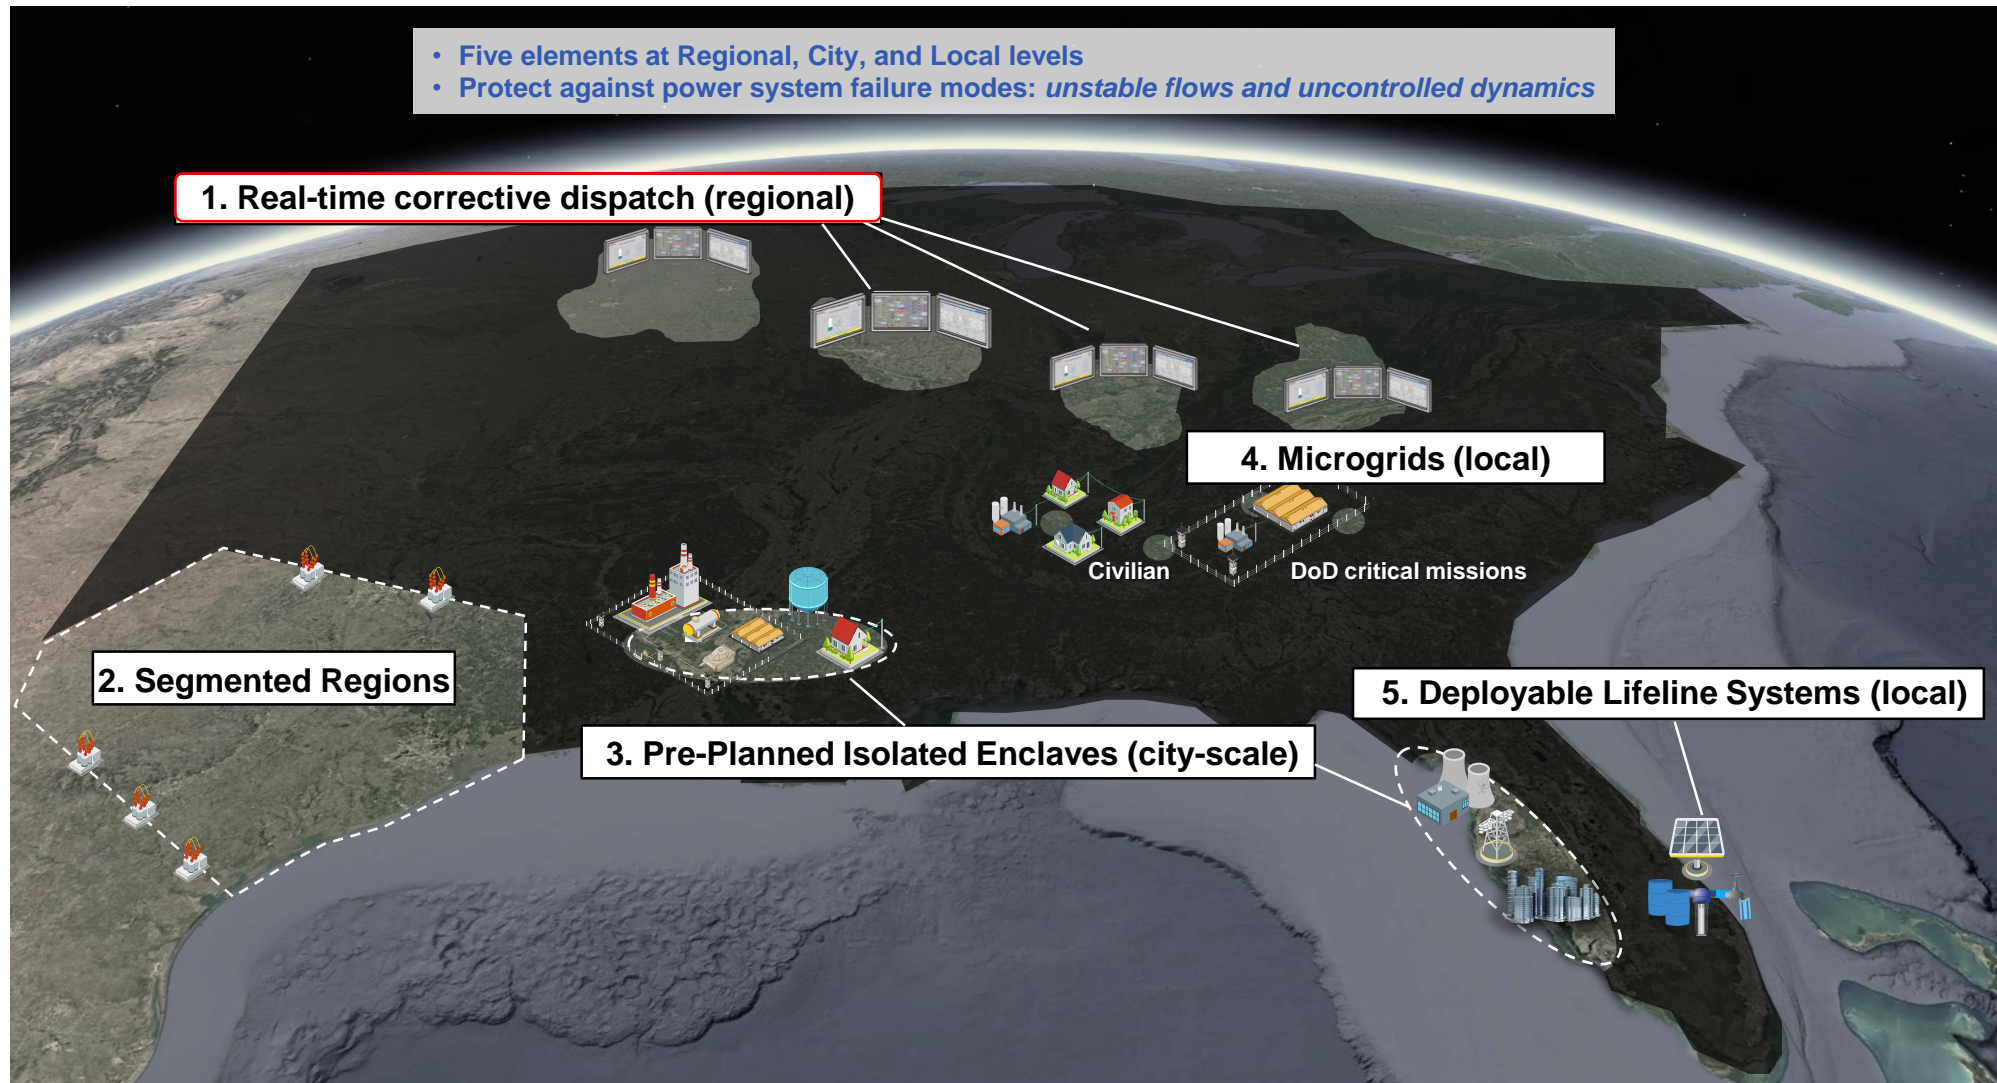 • Five elements at Regional, City, and Local levels
• Protect against power system failure modes: unstable flows and uncontrolled dynamics
1. Real-time corrective dispatch (regional)
4. Microgrids (local)
Civilian
DoD critical missions
2. Segmented Regions
5. Deployable Lifeline Systems (local)
3. Pre-Planned Isolated Enclaves (city-scale)